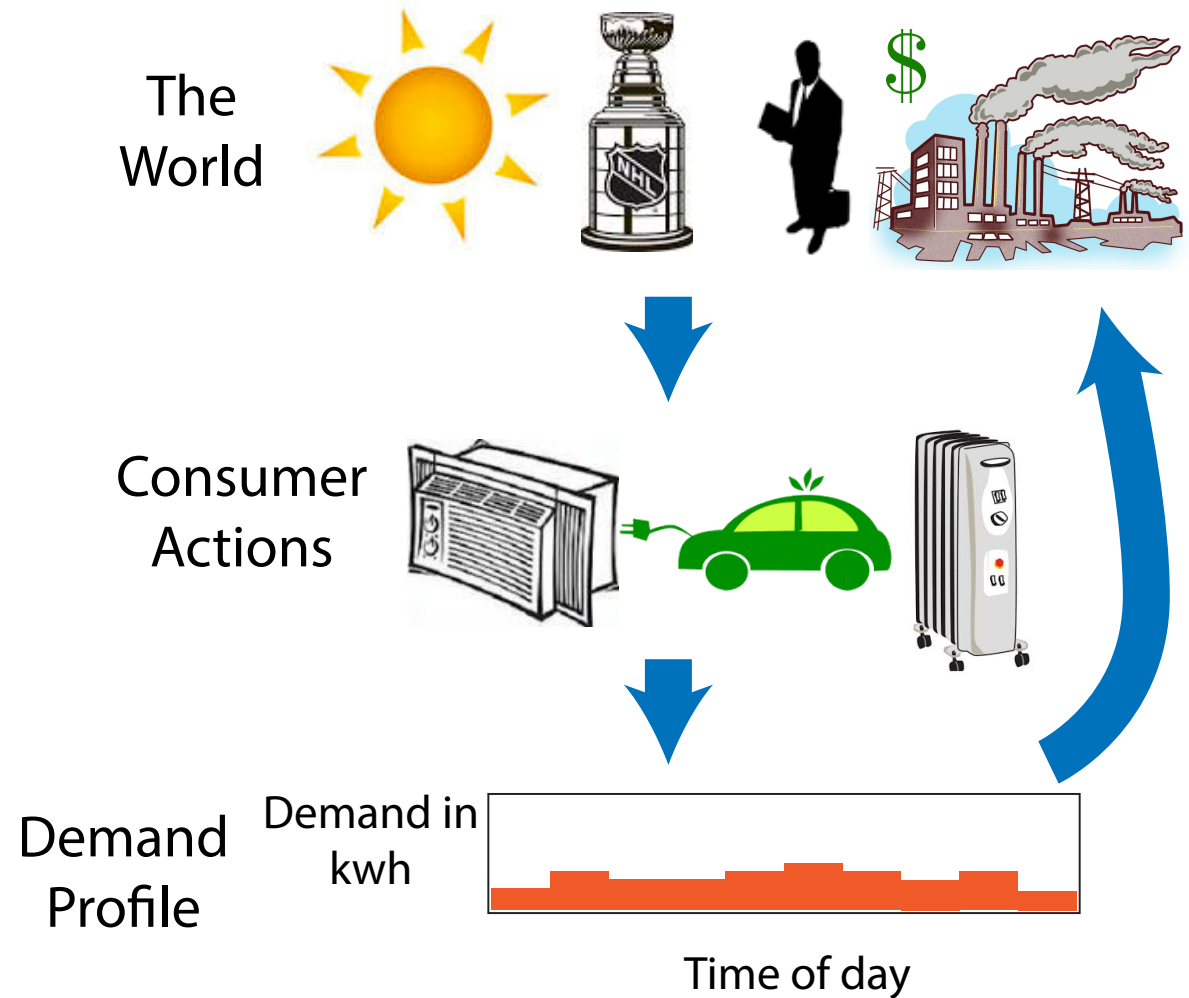 The
World
$
NHL
Consumer
Actions
Demand
Profile
Demand in
kwh
Time of day